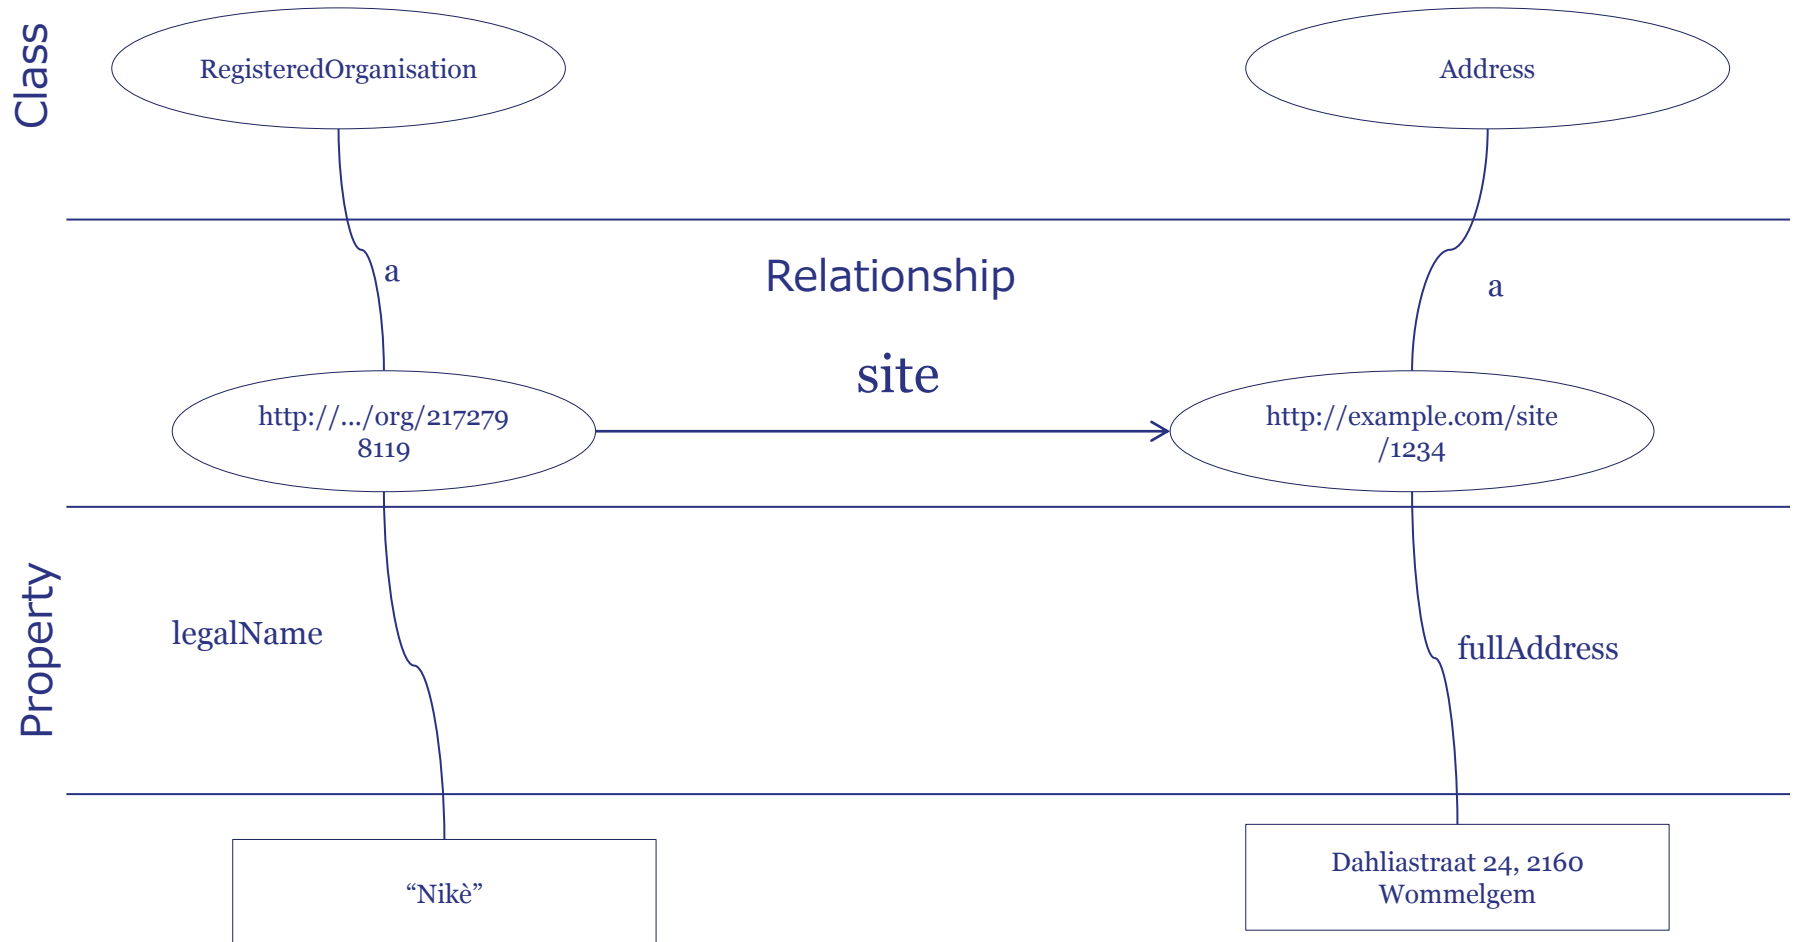 Class
RegisteredOrganisation
Address
a
Relationship
a
site
http://.../org/217279
8119
http://example.com/site
/1234
Property
legalName
fullAddress
“Nikè”
Dahliastraat 24, 2160
Wommelgem